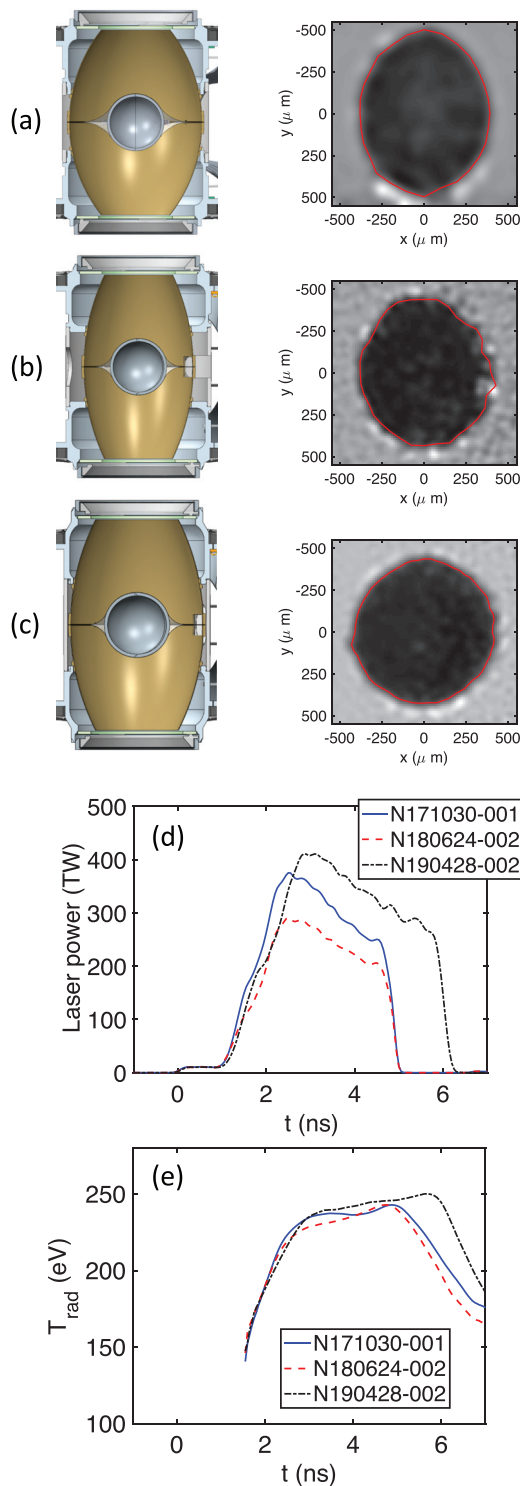 (a)
y (μ m)
-500
-250
0
250
500
-500 -250 0 250 500
x (μ m)
(b)
y (μ m)
-500
-250
0
250
500
-500 -250 0 250 500
x (μ m)
(c)
y (μ m)
-500
-250
0
250
500
-500 -250 0 250 500
x (μ m)
(d)
N171030-001
N180624-002
N190428-002
Laser power (TW)
500
400
300
200
100
0
0 2 4 6
t (ns)
(e)
Trad (eV)
250
200
150
100
N171030-001
N180624-002
N190428-002
0 2 4 6
t (ns)